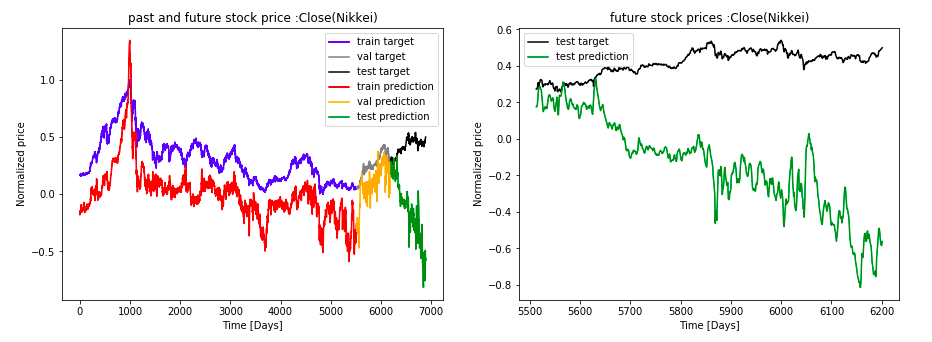 past and future stock price :Close(Nikkei)
train target
val target
test target
train prediction
val prediction
test prediction
Normalized price
1.0
0.5
0.0
−0.5
0
1000
2000
3000
4000
5000
6000
7000
Time [Days]
future stock prices :Close(Nikkei)
test target
test prediction
Normalized price
0.6
0.4
0.2
0.0
−0.2
−0.4
−0.6
−0.8
5500
5600
5700
5800
5900
6000
6100
6200
Time [Days]